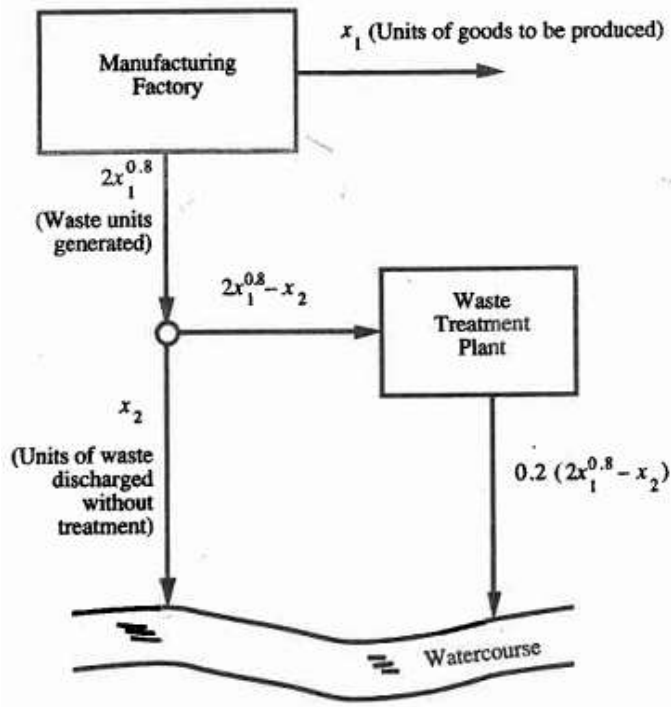 x₁ (Units of goods to be produced)
Manufacturing
Factory
2x₁^0.8
(Waste units
generated)
2x₁^0.8 − x₂
Waste
Treatment
Plant
x₂
(Units of waste
discharged
without
treatment)
0.2 (2x₁^0.8 − x₂)
Watercourse